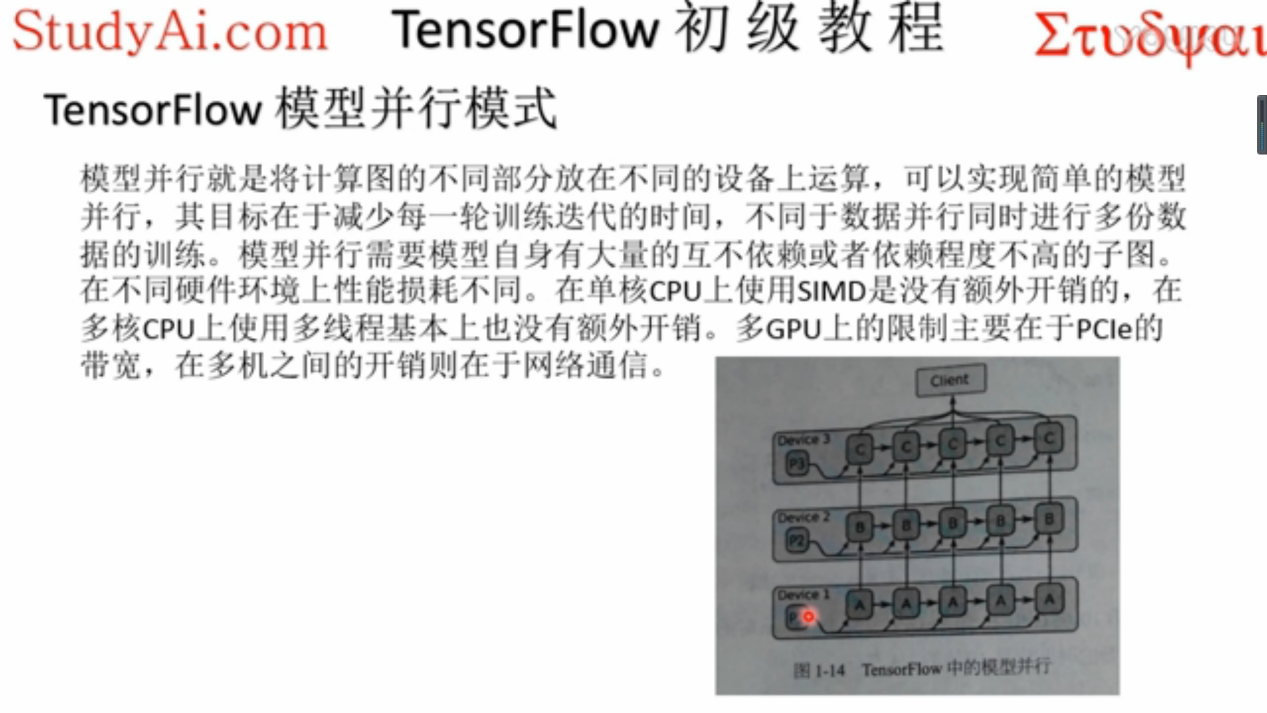 StudyAi.com
TensorFlow 初级教程
Στυδψαι
TensorFlow 模型并行模式
模型并行就是将计算图的不同部分放在不同的设备上运算，可以实现简单的模型
并行，其目标在于减少每一轮训练迭代的时间，不同于数据并行同时进行多份数
据的训练。模型并行需要模型自身有大量的互不依赖或者依赖程度不高的子图。
在不同硬件环境上性能损耗不同。在单核CPU上使用SIMD是没有额外开销的，在
多核CPU上使用多线程基本上也没有额外开销。多GPU上的限制主要在于PCIe的
带宽，在多机之间的开销则在于网络通信。
Client
Device 3
P3 C C C C C
Device 2
P2 B B B B B
Device 1
P A A A A A
图 1-14 TensorFlow 中的模型并行